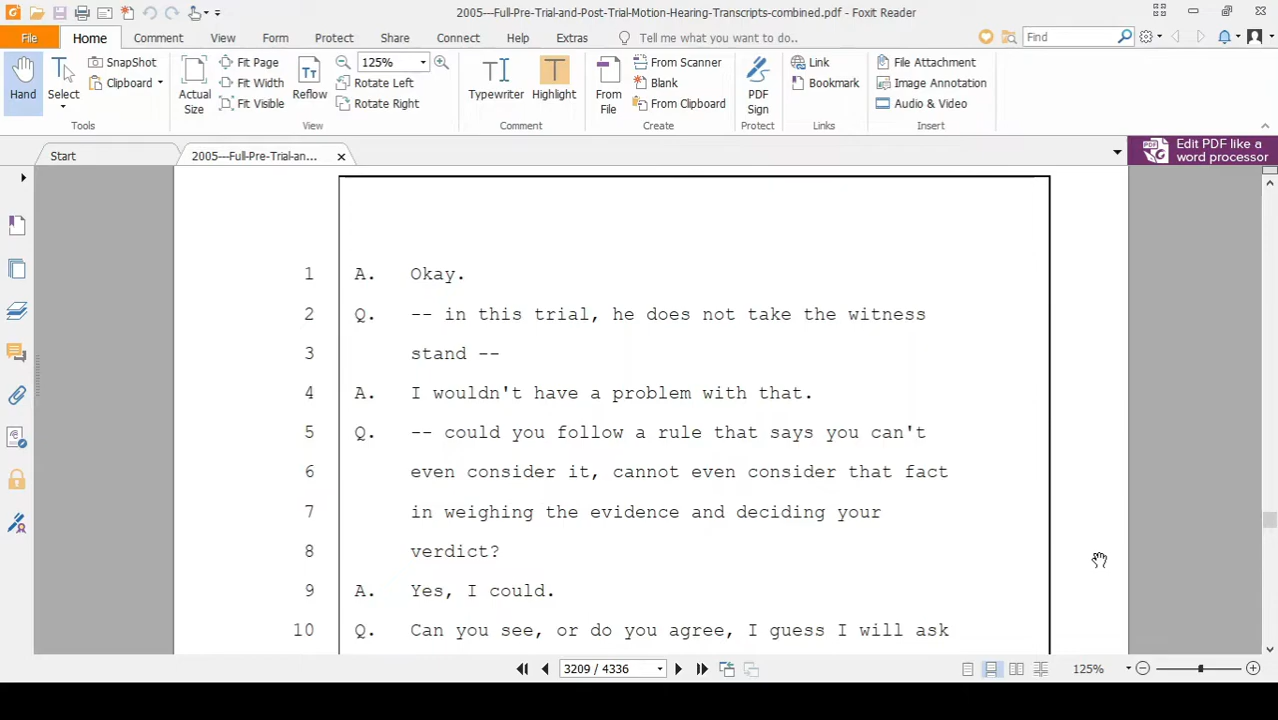 2005---Full-Pre-Trial-and-Post-Trial-Motion-Hearing-Transcripts-combined.pdf - Foxit Reader
File Home Comment View Form Protect Share Connect Help Extras Tell me what you want to do.. Find
Hand
Select
SnapShot
Clipboard
Tools
Actual Size
Fit Page
Fit Width
Fit Visible
Reflow
125%
Rotate Left
Rotate Right
View
Typewriter
Highlight
Comment
From File
From Scanner
Blank
From Clipboard
Create
PDF Sign
Protect
Link
Bookmark
Links
File Attachment
Image Annotation
Audio & Video
Insert
Start
2005---Full-Pre-Trial-an...
Edit PDF like a
word processor
1 A. Okay.
2 Q. -- in this trial, he does not take the witness
3 stand --
4 A. I wouldn't have a problem with that.
5 Q. -- could you follow a rule that says you can't
6 even consider it, cannot even consider that fact
7 in weighing the evidence and deciding your
8 verdict?
9 A. Yes, I could.
10 Q. Can you see, or do you agree, I guess I will ask
3209 / 4336
125%